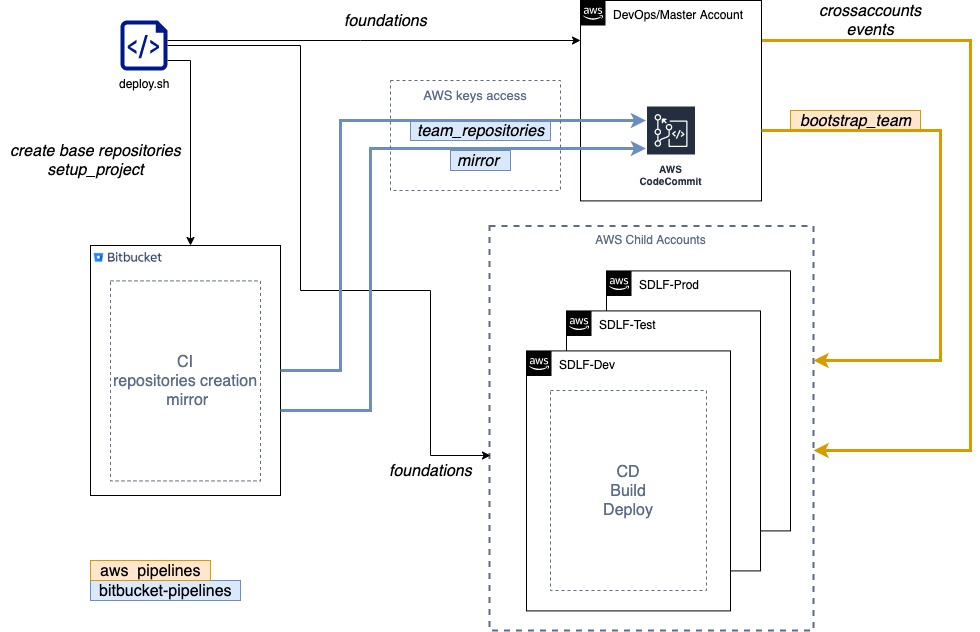 foundations
aws
DevOps/Master Account
crossaccounts
events
</>
deploy.sh
AWS keys access
team_repositories
bootstrap_team
mirror
</>
AWS
CodeCommit
create base repositories
setup_project
Bitbucket
CI
repositories creation
mirror
AWS Child Accounts
aws
SDLF-Prod
aws
SDLF-Test
aws
SDLF-Dev
CD
Build
Deploy
foundations
aws_pipelines
bitbucket-pipelines